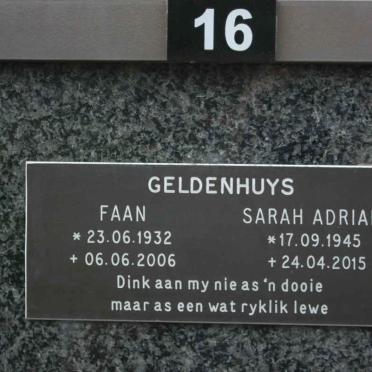 16
GELDENHUYS
FAAN SARAH
* 23.06.1932 * 17.09.1945
+ 06.06.2006 + 24.04.2015
Dink aan my nie as 'n dooie
maar as een wat ryklik lewe